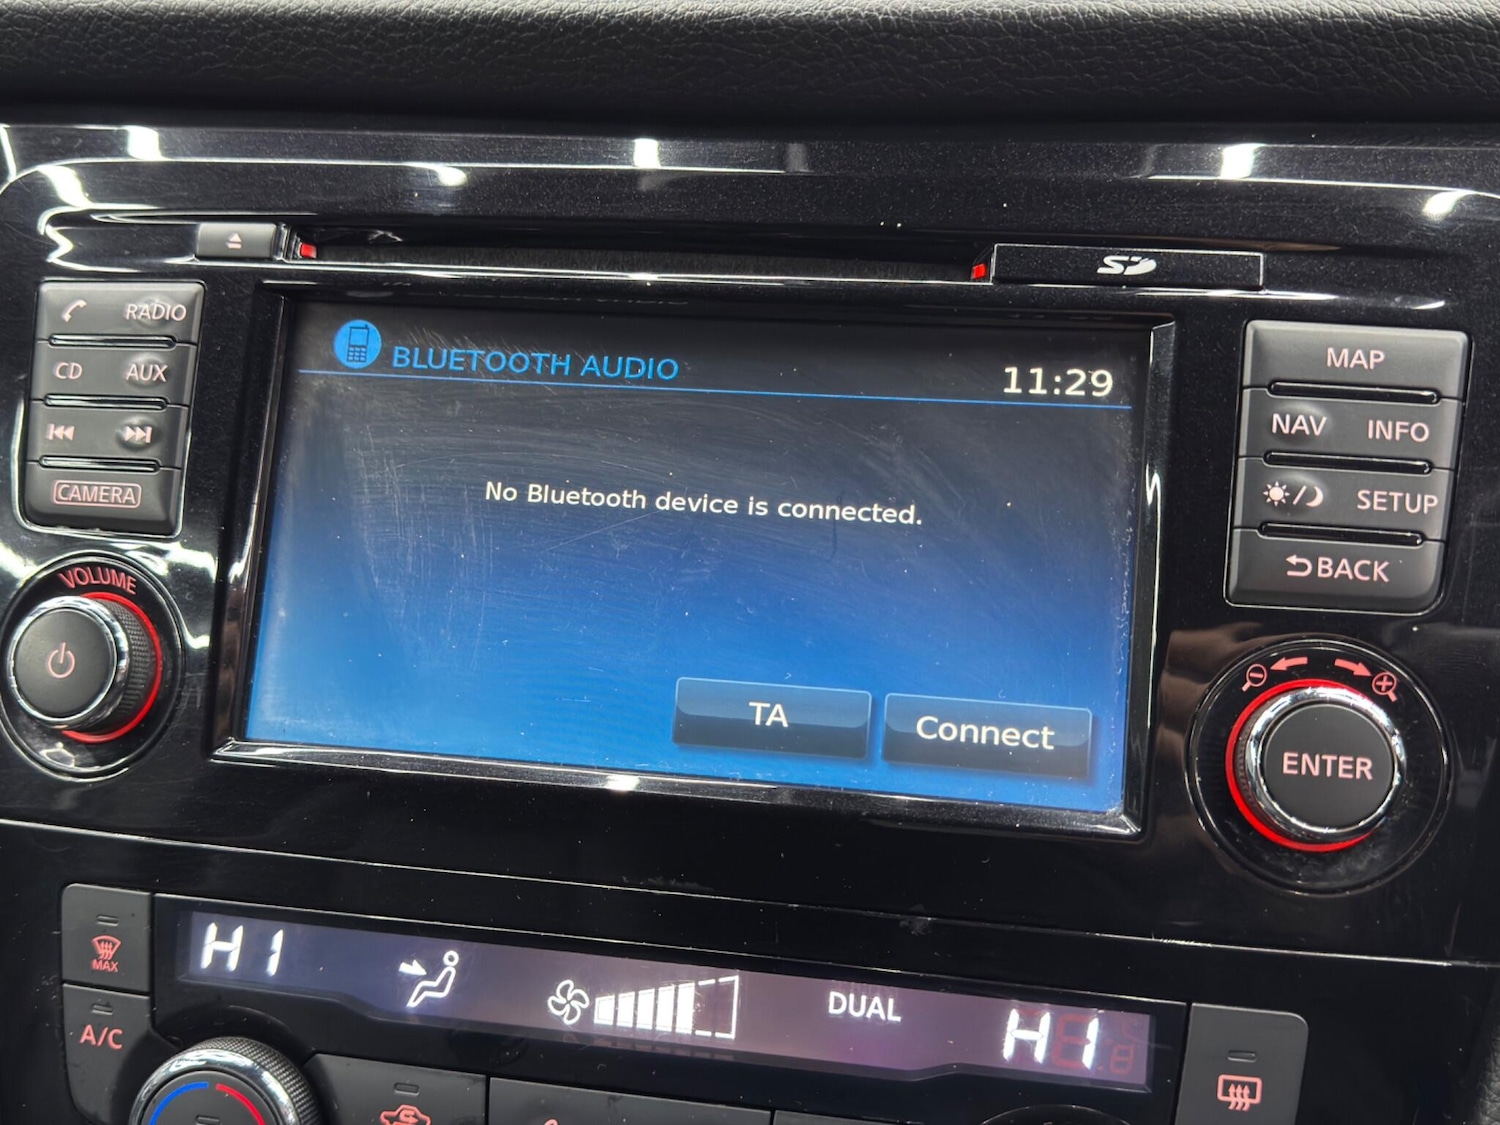 SD
RADIO
CD AUX
CAMERA
VOLUME
BLUETOOTH AUDIO
11:29
No Bluetooth device is connected.
TA
Connect
MAP
NAV INFO
SETUP
BACK
ENTER
MAX
A/C
HI
DUAL
HI